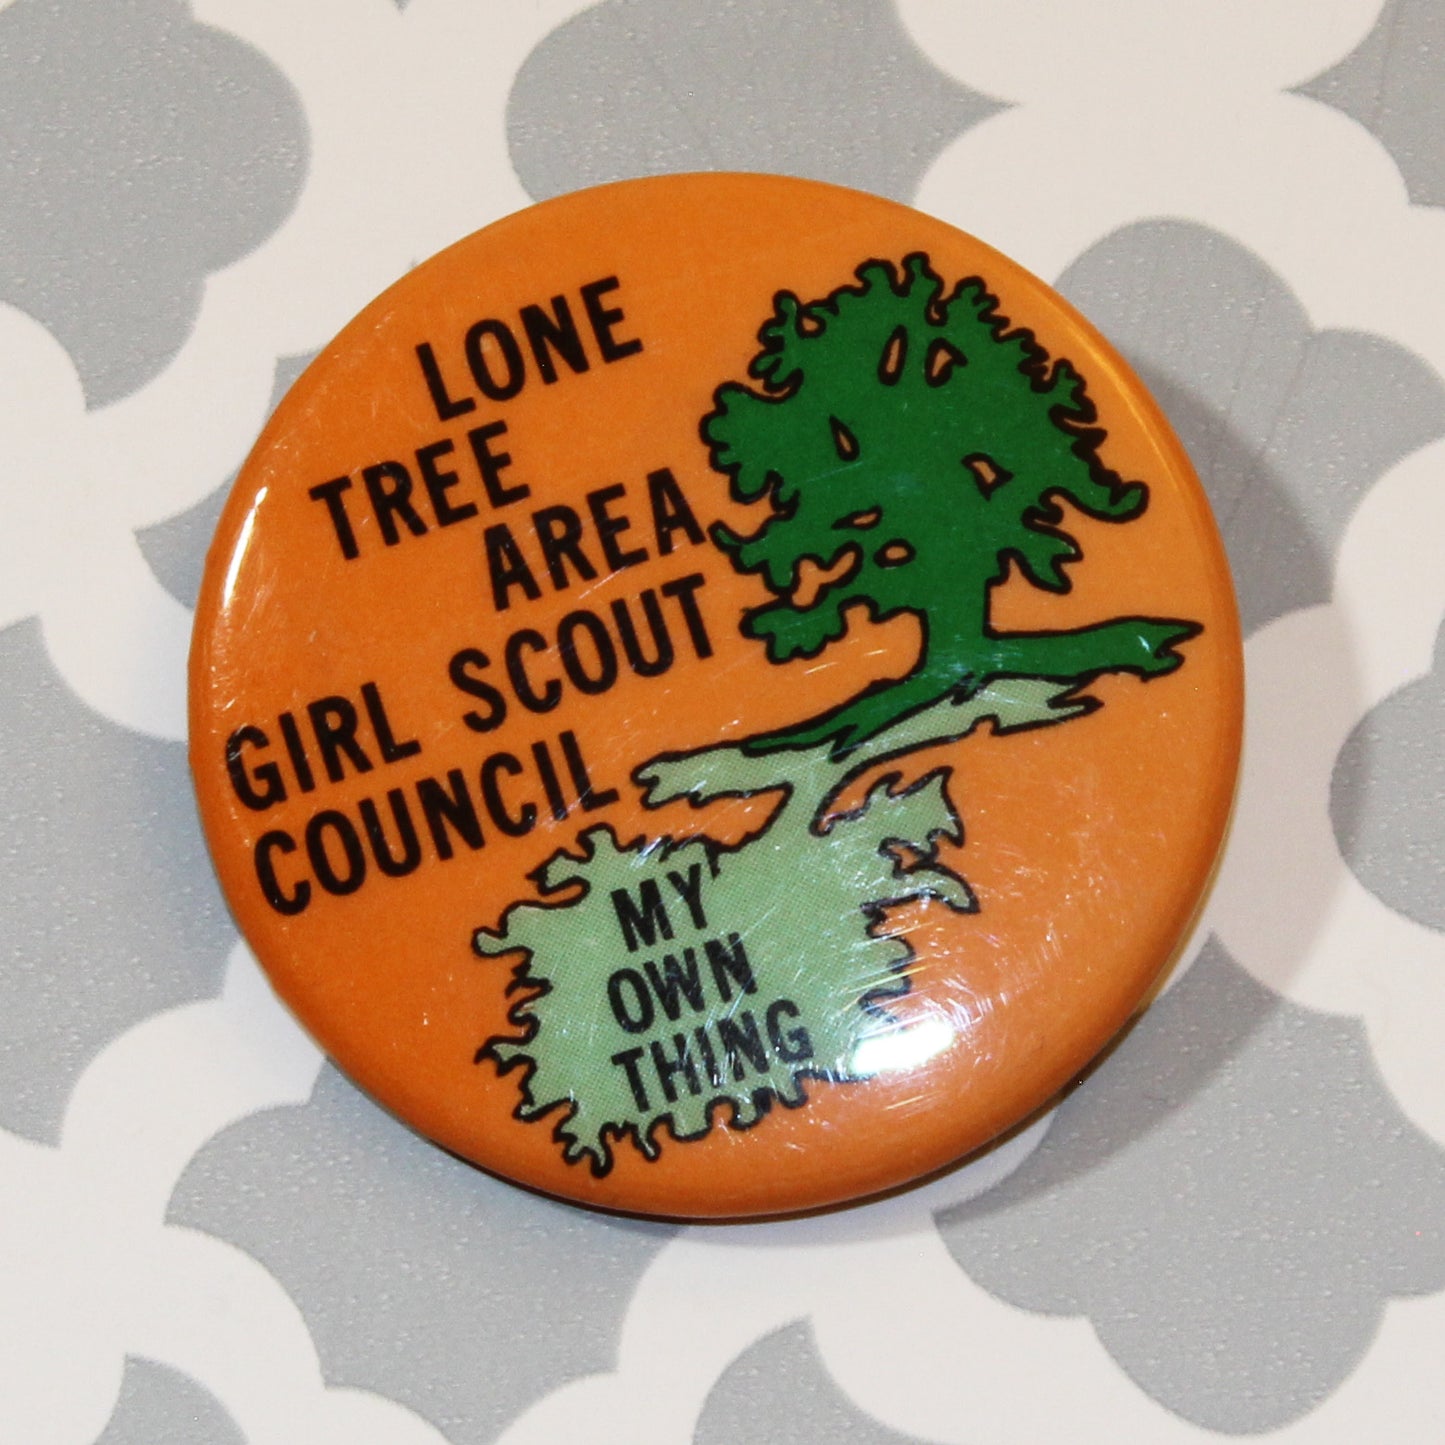 LONE
TREE
AREA
GIRL SCOUT
COUNCIL
MY
OWN
THING